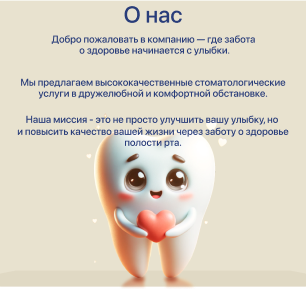 О нас
Добро пожаловать в компанию — где забота
о здоровье начинается с улыбки.
Мы предлагаем высококачественные стоматологические
услуги в дружелюбной и комфортной обстановке.
Наша миссия - это не просто улучшить вашу улыбку, но
и повысить качество вашей жизни через заботу о здоровье
полости рта.